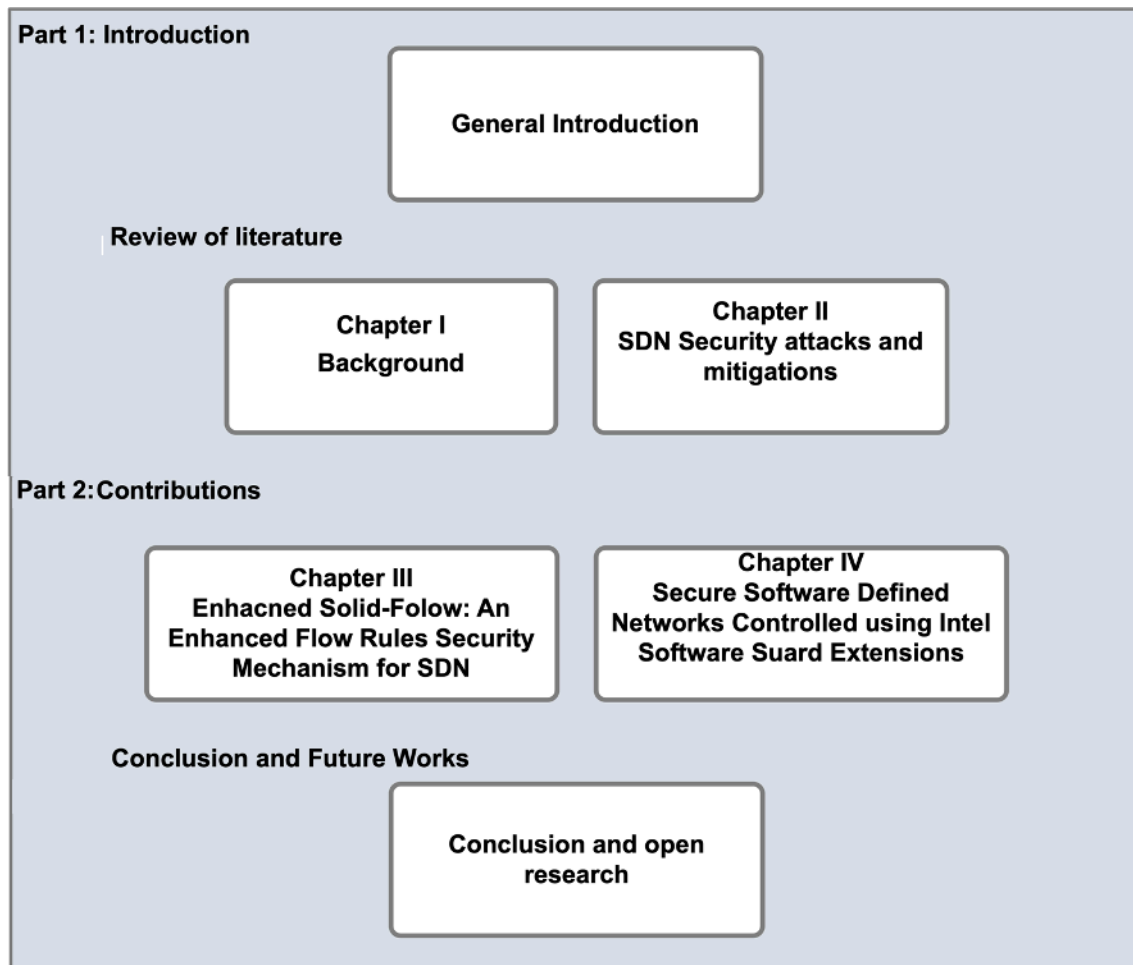 Part 1: Introduction
General Introduction
Review of literature
Chapter I
Background
Chapter II
SDN Security attacks and
mitigations
Part 2:Contributions
Chapter III
Enhacned Solid-Folow: An
Enhanced Flow Rules Security
Mechanism for SDN
Chapter IV
Secure Software Defined
Networks Controlled using Intel
Software Suard Extensions
Conclusion and Future Works
Conclusion and open
research